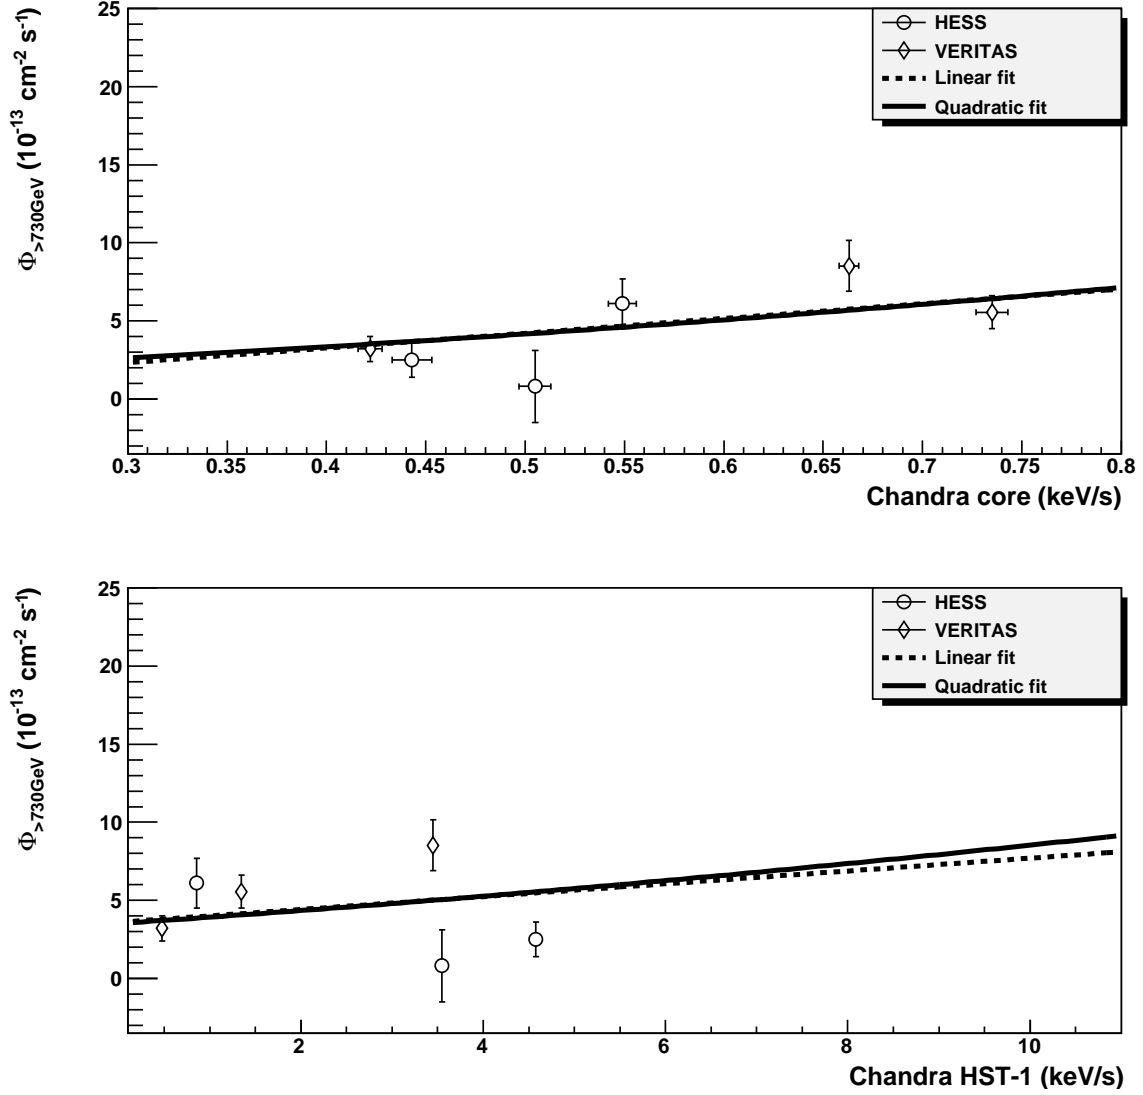 25
20
15
10
5
0
Φ>730GeV (10-13 cm-2 s-1)
HESS
VERITAS
Linear fit
Quadratic fit
0.3 0.35 0.4 0.45 0.5 0.55 0.6 0.65 0.7 0.75 0.8
Chandra core (keV/s)
25
20
15
10
5
0
Φ>730GeV (10-13 cm-2 s-1)
HESS
VERITAS
Linear fit
Quadratic fit
2 4 6 8 10
Chandra HST-1 (keV/s)